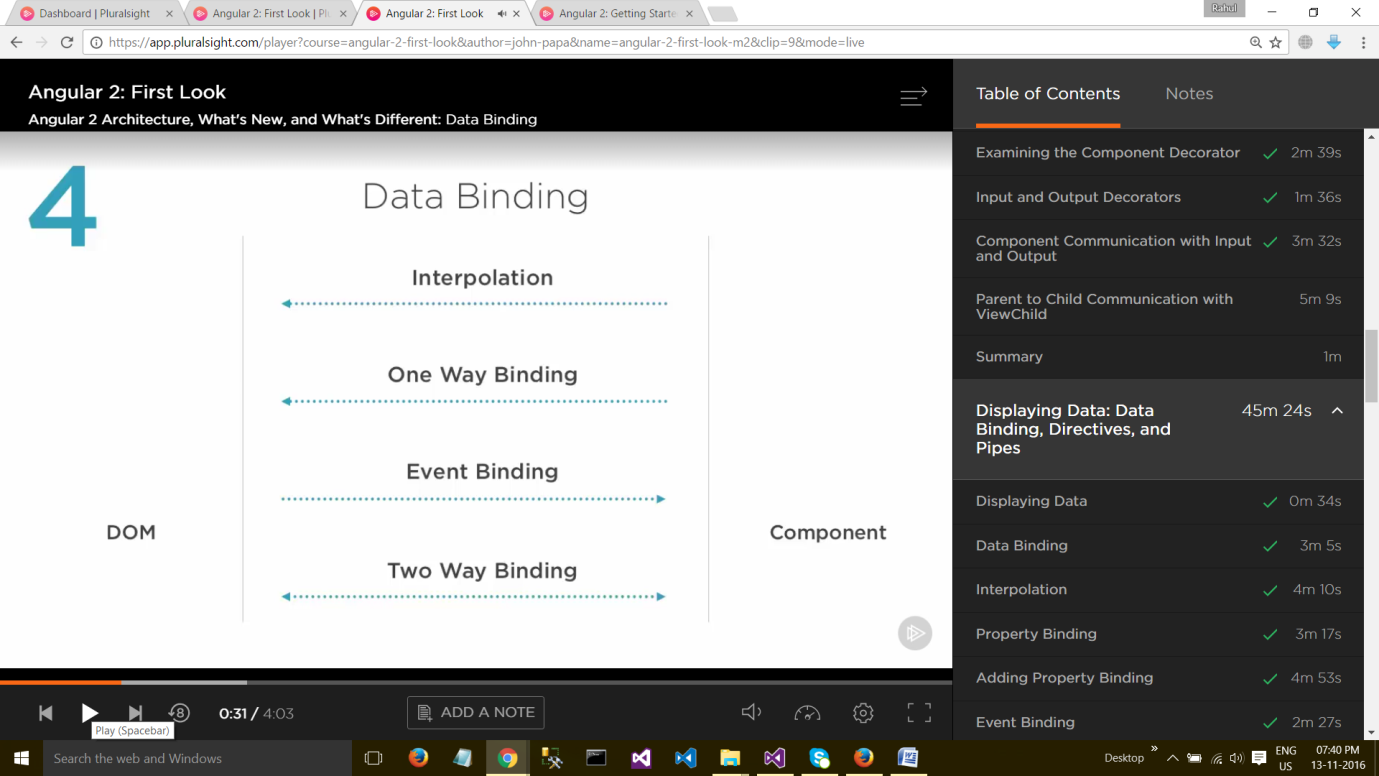 Dashboard | Pluralsight
Angular 2: First Look | Pl
Angular 2: First Look
Angular 2: Getting Starte
Rahul
https://app.pluralsight.com/player?course=angular-2-first-look&author=john-papa&name=angular-2-first-look-m2&clip=9&mode=live
Angular 2: First Look
Angular 2 Architecture, What's New, and What's Different: Data Binding
4
Data Binding
Interpolation
One Way Binding
Event Binding
DOM
Component
Two Way Binding
Table of Contents
Notes
Examining the Component Decorator 2m 39s
Input and Output Decorators 1m 36s
Component Communication with Input 3m 32s
and Output
Parent to Child Communication with 5m 9s
ViewChild
Summary 1m
Displaying Data: Data 45m 24s
Binding, Directives, and
Pipes
Displaying Data 0m 34s
Data Binding 3m 5s
Interpolation 4m 10s
Property Binding 3m 17s
Adding Property Binding 4m 53s
Event Binding 2m 27s
8
0:31 / 4:03
ADD A NOTE
Play (Spacebar)
Search the web and Windows
Desktop
ENG
US
07:40 PM
13-11-2016